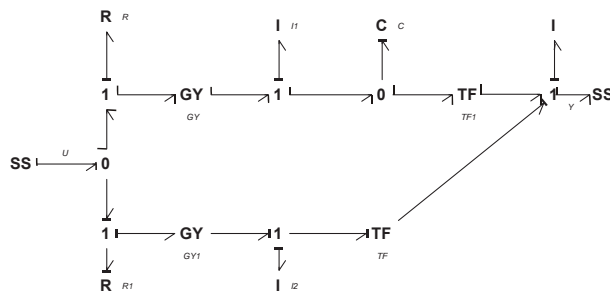 R R I I1 C C I
1 GY 1 0 TF 1 SS
GY TF1 Y
U
SS 0
1 GY 1 TF
GY1 TF
R R1 I I2